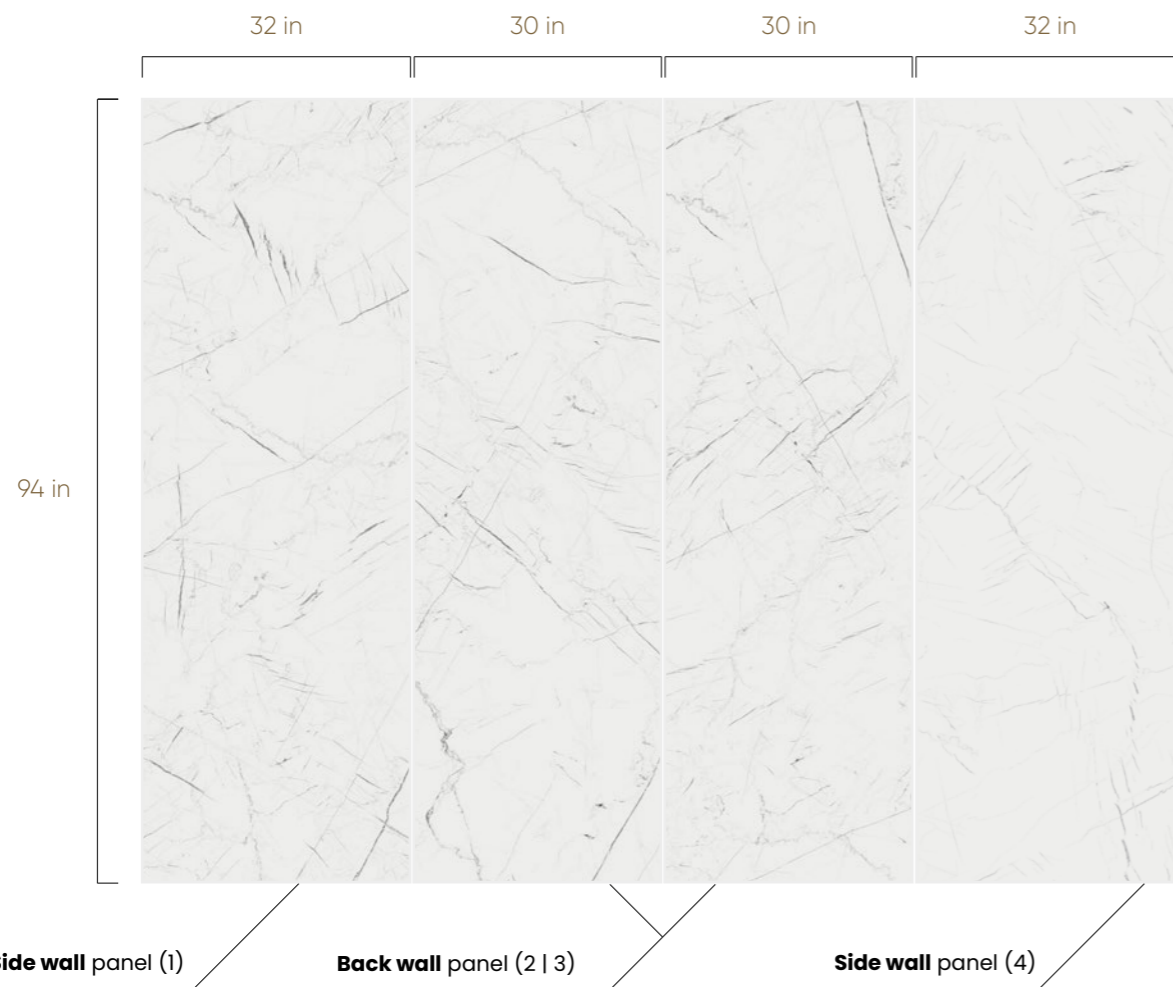 32 in 30 in 30 in 32 in
94 in
Side wall panel (1) Back wall panel (2 | 3) Side wall panel (4)